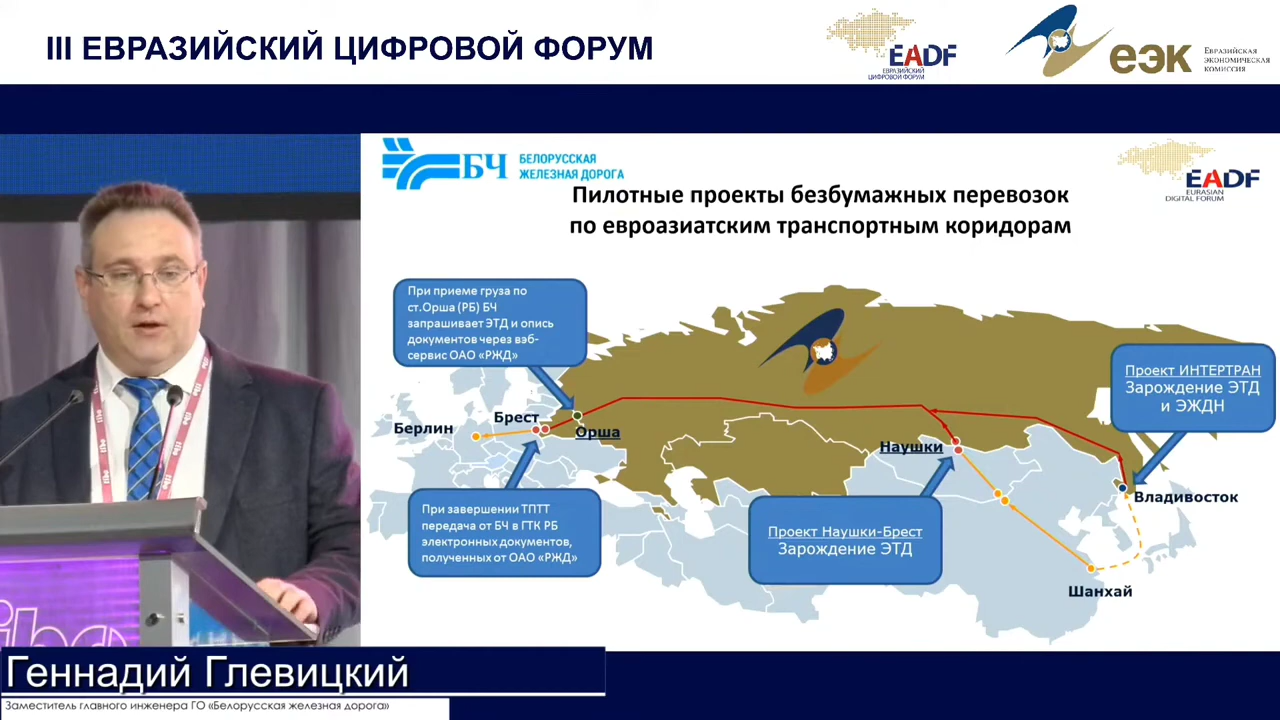 III ЕВРАЗИЙСКИЙ ЦИФРОВОЙ ФОРУМ
EADF
ЕВРАЗИЙСКИЙ
ЦИФРОВОЙ ФОРУМ
еэк
ЕВРАЗИЙСКАЯ
ЭКОНОМИЧЕСКАЯ
КОМИССИЯ
БЧ
БЕЛОРУССКАЯ
ЖЕЛЕЗНАЯ ДОРОГА
EADF
EURASIAN
DIGITAL FORUM
Пилотные проекты безбумажных перевозок
по евроазиатским транспортным коридорам
При приеме груза по
ст.Орша (РБ) БЧ
запрашивает ЭТД и опись
документов через вэб-
сервис ОАО «РЖД»
Проект ИНТЕРТРАН
Зарождение ЭТД
и ЭЖДН
Берлин
Брест
Орша
Наушки
Владивосток
При завершении ТПТТ
передача от БЧ в ГТК РБ
электронных документов,
полученных от ОАО «РЖД»
Проект Наушки-Брест
Зарождение ЭТД
Шанхай
tibo
tibo
Геннадий Глевицкий
Заместитель главного инженера ГО «Белорусская железная дорога»